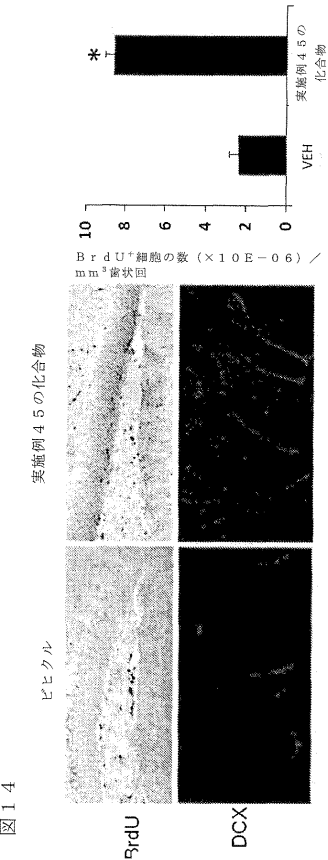 図14
ビヒクル
実施例45の化合物
BrdU
DCX
BrdU⁺細胞の数(×10E-06)/
mm³歯状回
10
8
6
4
2
0
*
VEH
実施例45の
化合物